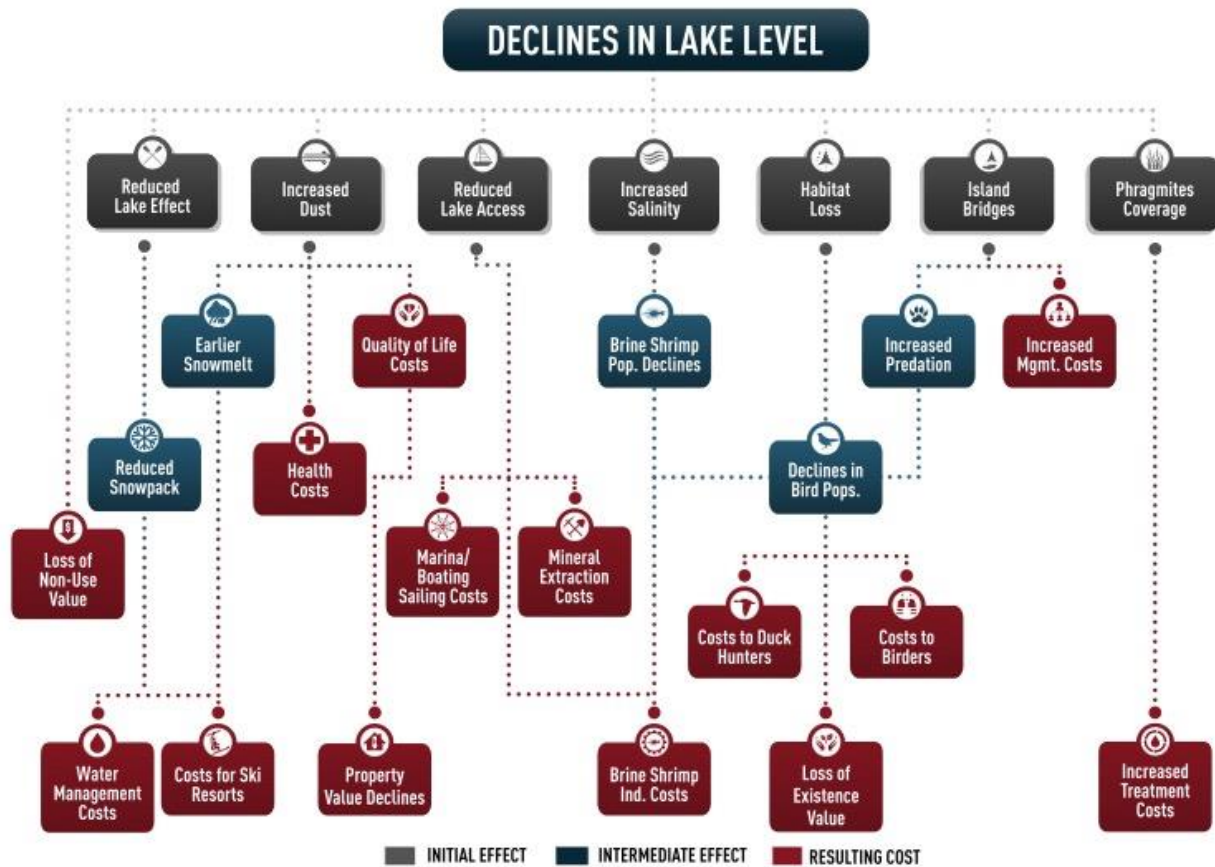 DECLINES IN LAKE LEVEL
Reduced
Lake Effect
Increased
Dust
Reduced
Lake Access
Increased
Salinity
Habitat
Loss
Island
Bridges
Phragmites
Coverage
Earlier
Snowmelt
Quality of Life
Costs
Brine Shrimp
Pop. Declines
Increased
Predation
Increased
Mgmt. Costs
Reduced
Snowpack
Health
Costs
Declines in
Bird Pops.
Loss of
Non-Use
Value
Marina/
Boating
Sailing Costs
Mineral
Extraction
Costs
Costs to Duck
Hunters
Costs to
Birders
Water
Management
Costs
Costs for Ski
Resorts
Property
Value Declines
Brine Shrimp
Ind. Costs
Loss of
Existence
Value
Increased
Treatment
Costs
INITIAL EFFECT
INTERMEDIATE EFFECT
RESULTING COST